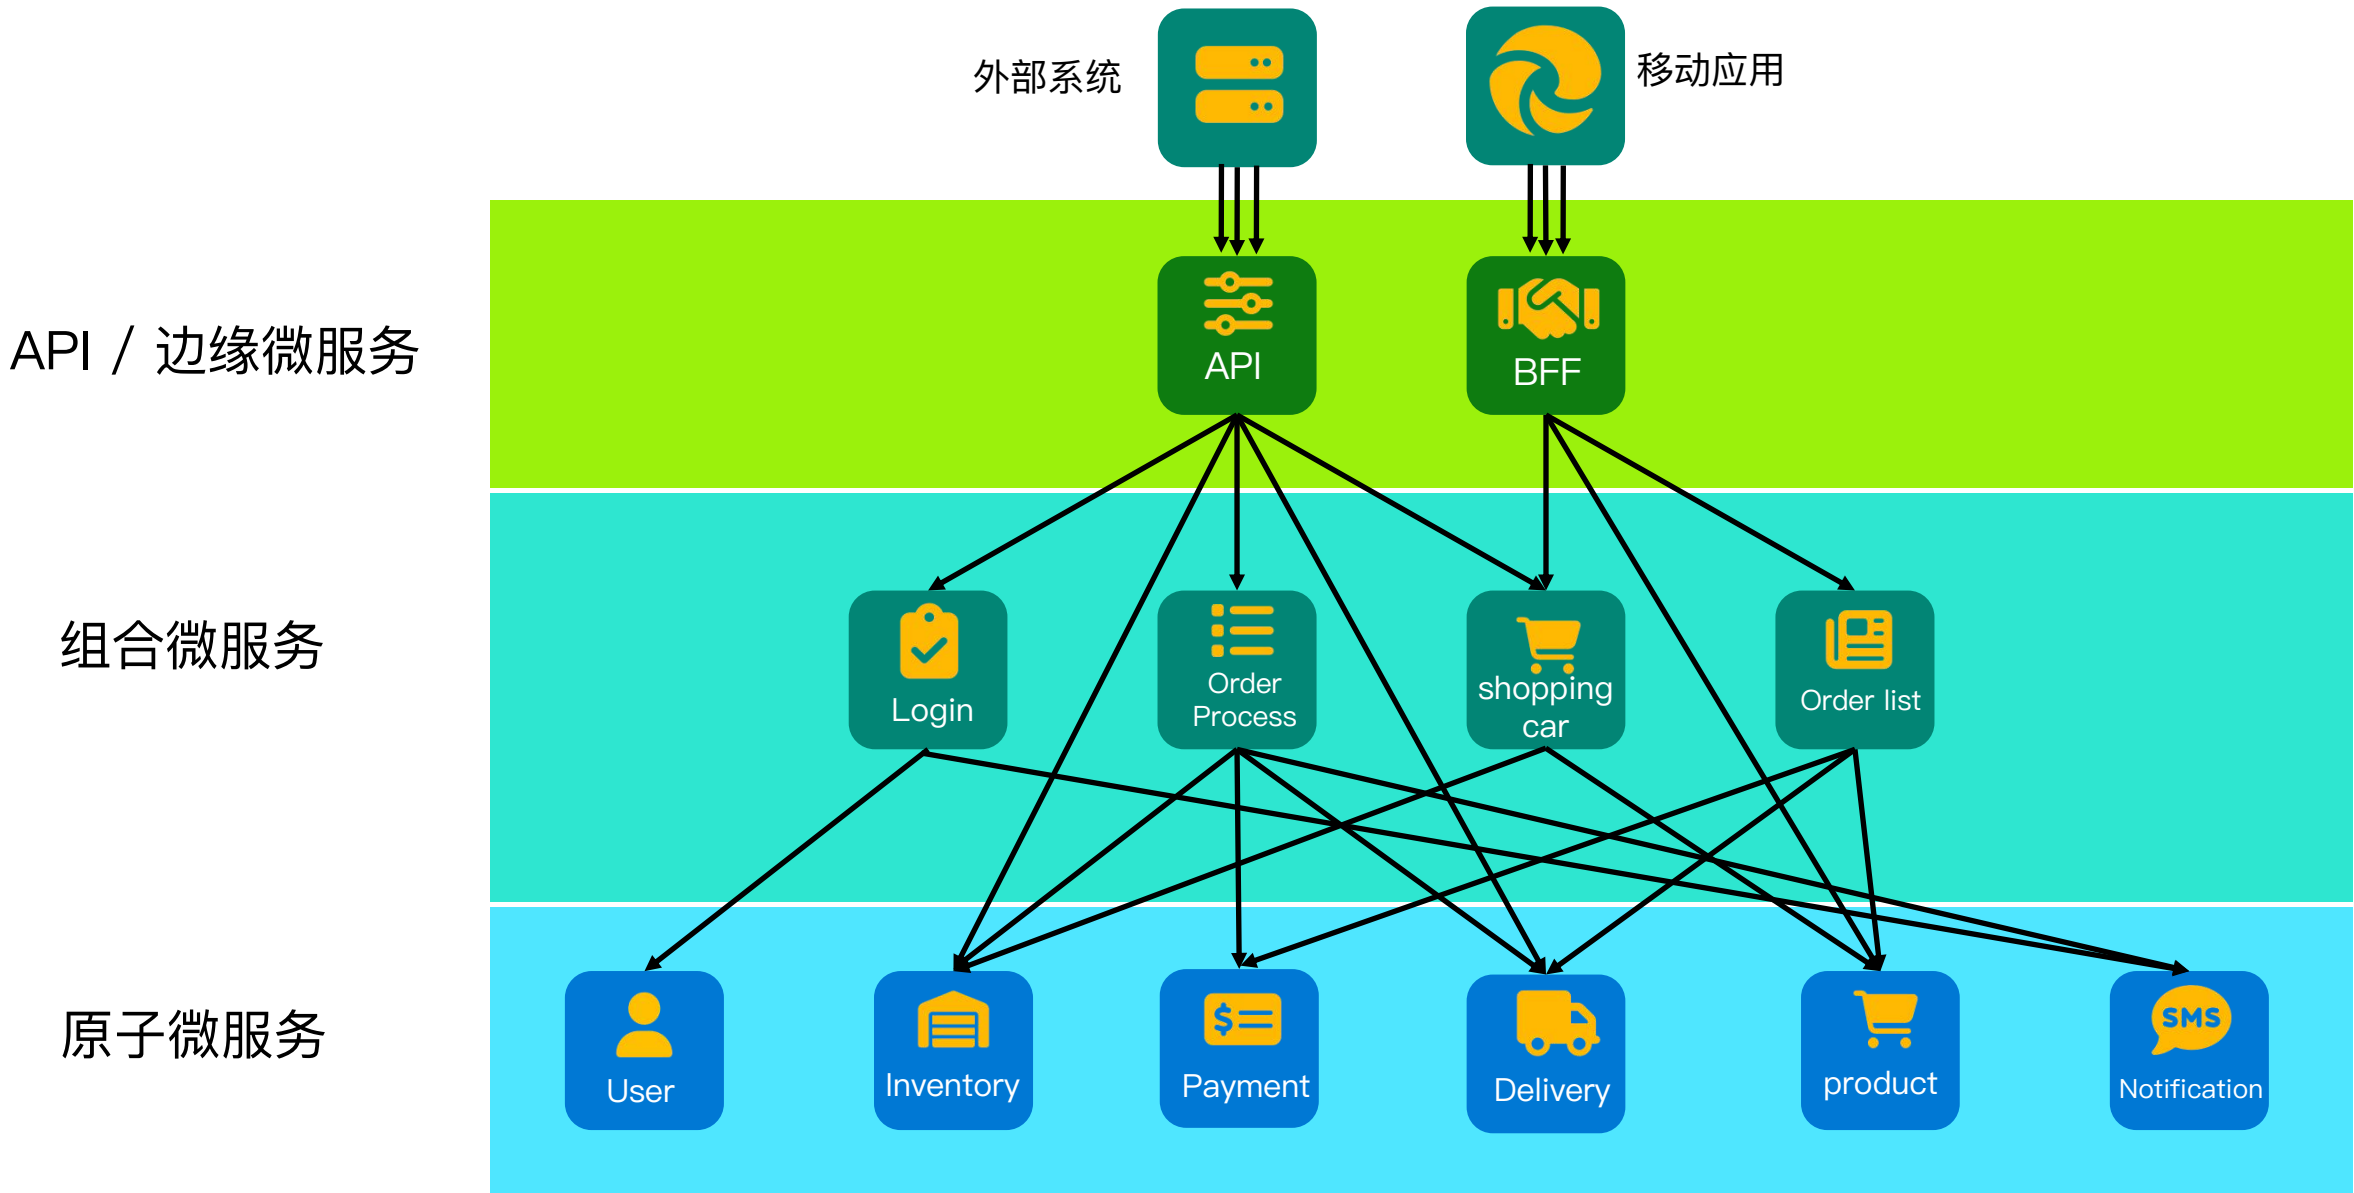 外部系统
移动应用
API / 边缘微服务
API
BFF
组合微服务
Login
Order
Process
shopping
car
Order list
原子微服务
User
Inventory
Payment
Delivery
product
SMS
Notification